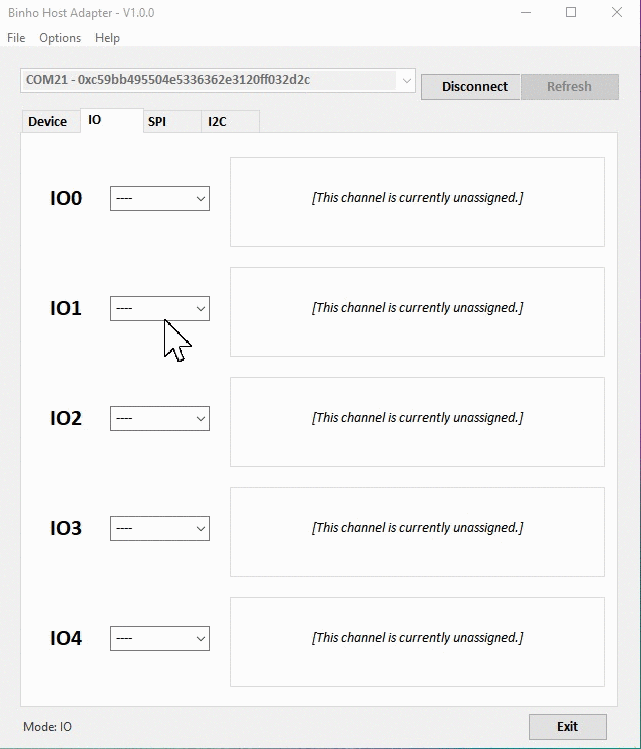 Binho Host Adapter - V1.0.0
File Options Help
COM21 - 0xc59bb495504e5336362e3120ff032d2c
Disconnect Refresh
Device IO SPI I2C
IO0 ---- [This channel is currently unassigned.]
IO1 ---- [This channel is currently unassigned.]
IO2 ---- [This channel is currently unassigned.]
IO3 ---- [This channel is currently unassigned.]
IO4 ---- [This channel is currently unassigned.]
Mode: IO Exit